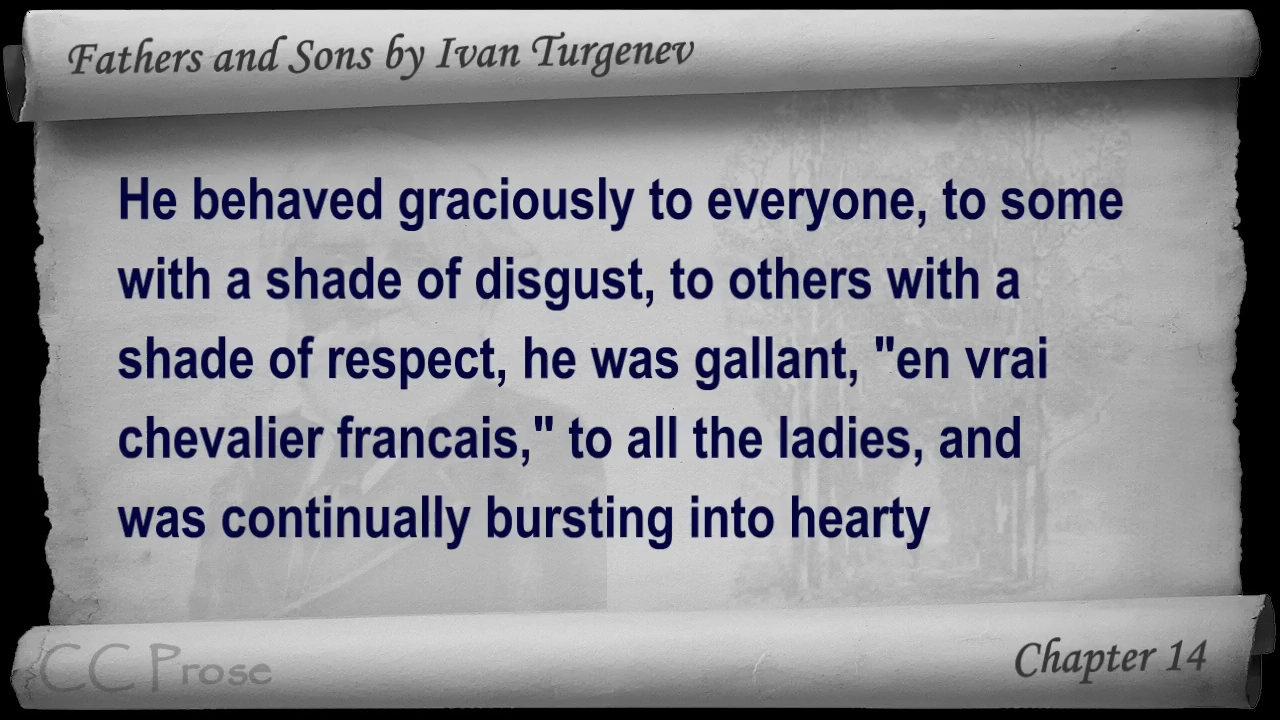 Fathers and Sons by Ivan Turgenev
He behaved graciously to everyone, to some
with a shade of disgust, to others with a
shade of respect, he was gallant, "en vrai
chevalier francais," to all the ladies, and
was continually bursting into hearty
CC Prose
Chapter 14